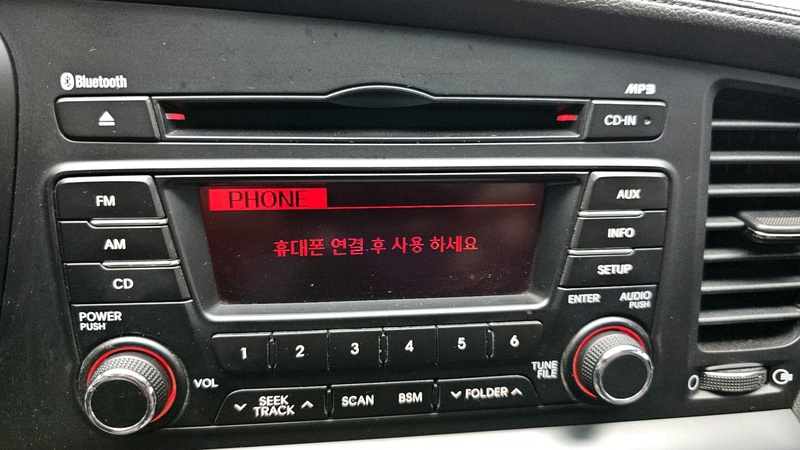 Bluetooth
MP3
CD-IN
FM
AM
CD
PHONE
휴대폰 연결 후 사용 하세요
AUX
INFO
SETUP
POWER
PUSH
VOL
1 2 3 4 5 6
ENTER
AUDIO
PUSH
TUNE
FILE
SEEK
TRACK
SCAN
BSM
FOLDER